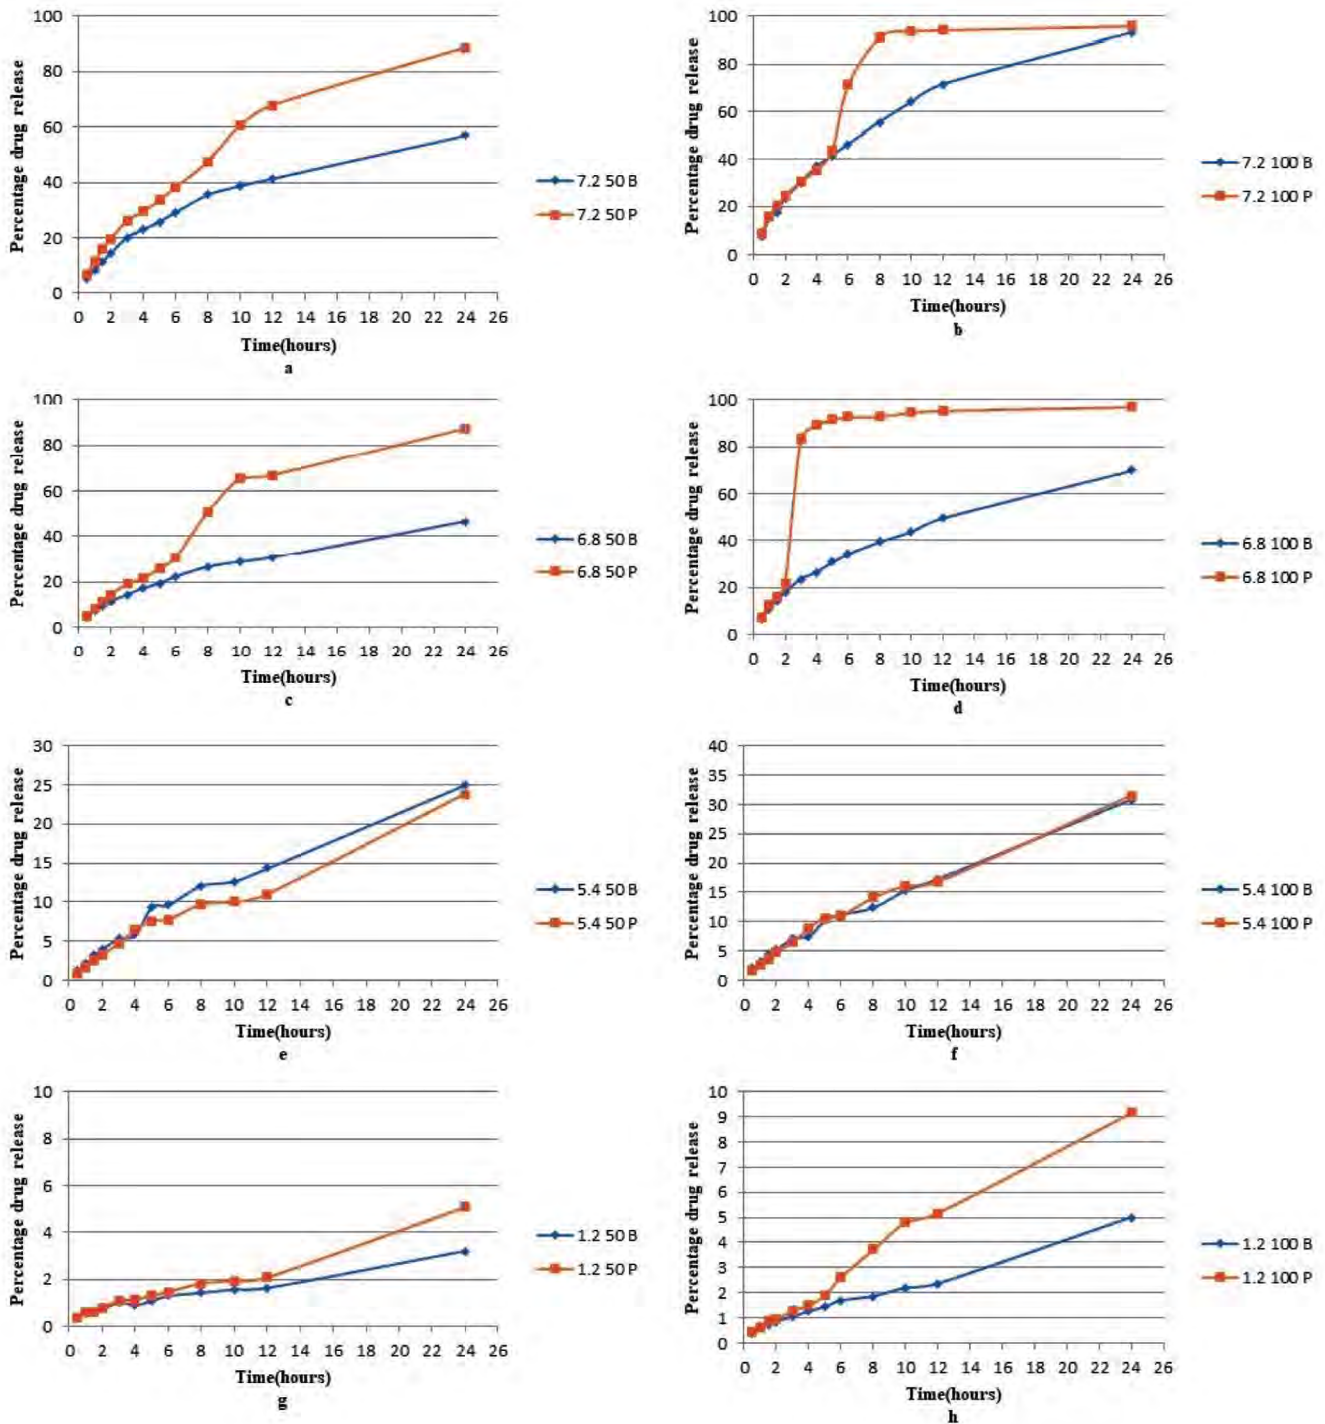 100
80
60
40
20
0
Percentage drug release
0 2 4 6 8 10 12 14 16 18 20 22 24 26
Time(hours)
a
7.2 50 B
7.2 50 P
100
80
60
40
20
0
Percentage drug release
0 2 4 6 8 10 12 14 16 18 20 22 24 26
Time(hours)
b
7.2 100 B
7.2 100 P
100
80
60
40
20
0
Percentage drug release
0 2 4 6 8 10 12 14 16 18 20 22 24 26
Time(hours)
c
6.8 50 B
6.8 50 P
100
80
60
40
20
0
Percentage drug release
0 2 4 6 8 10 12 14 16 18 20 22 24 26
Time(hours)
d
6.8 100 B
6.8 100 P
30
25
20
15
10
5
0
Percentage drug release
0 2 4 6 8 10 12 14 16 18 20 22 24 26
Time(hours)
e
5.4 50 B
5.4 50 P
40
35
30
25
20
15
10
5
0
Percentage drug release
0 2 4 6 8 10 12 14 16 18 20 22 24 26
Time(hours)
f
5.4 100 B
5.4 100 P
10
8
6
4
2
0
Percentage drug release
0 2 4 6 8 10 12 14 16 18 20 22 24 26
Time(hours)
g
1.2 50 B
1.2 50 P
10
9
8
7
6
5
4
3
2
1
0
Percentage drug release
0 2 4 6 8 10 12 14 16 18 20 22 24 26
Time(hours)
h
1.2 100 B
1.2 100 P